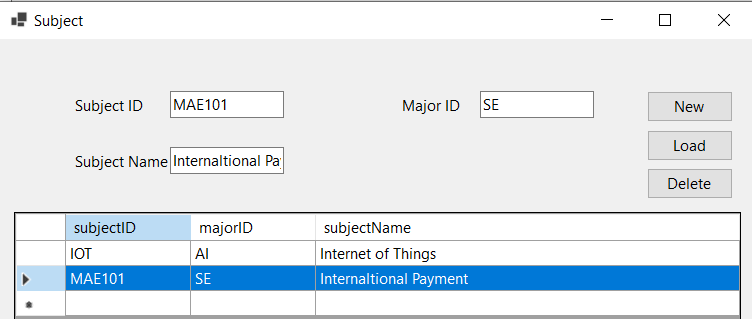 Subject
Subject ID MAE101 Major ID SE New
Load
Subject Name Internaltional Pa
Delete
subjectID majorID subjectName
IOT AI Internet of Things
MAE101 SE Internaltional Payment